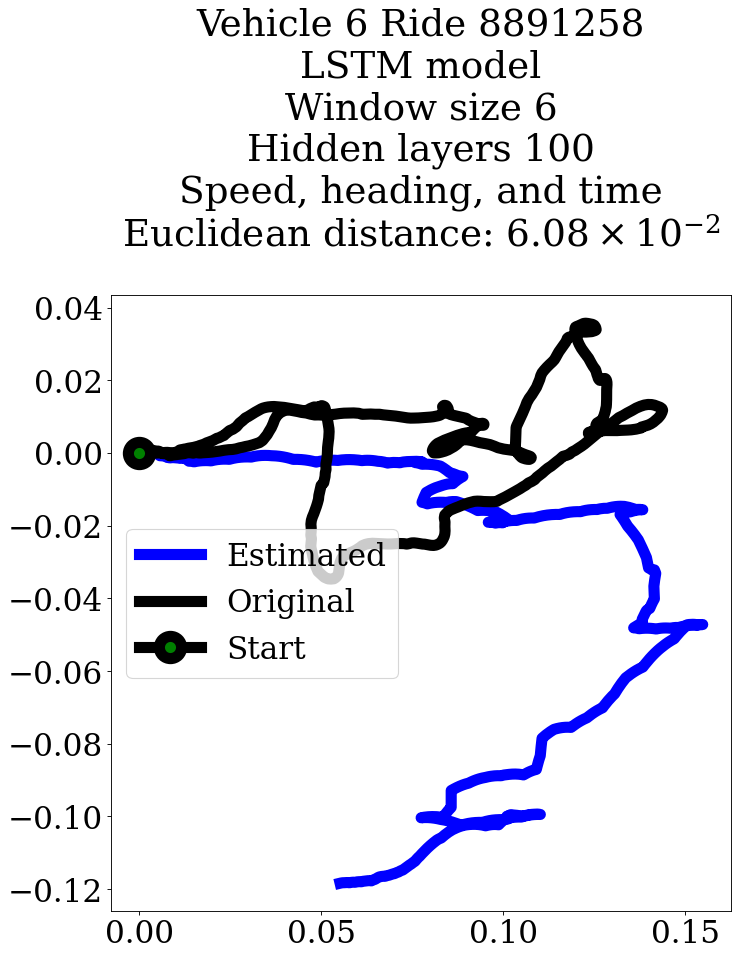 Vehicle 6 Ride 8891258
LSTM model
Window size 6
Hidden layers 100
Speed, heading, and time
Euclidean distance: 6.08 × 10⁻²
0.04
0.02
0.00
−0.02
−0.04
−0.06
−0.08
−0.10
−0.12
Estimated
Original
Start
0.00 0.05 0.10 0.15